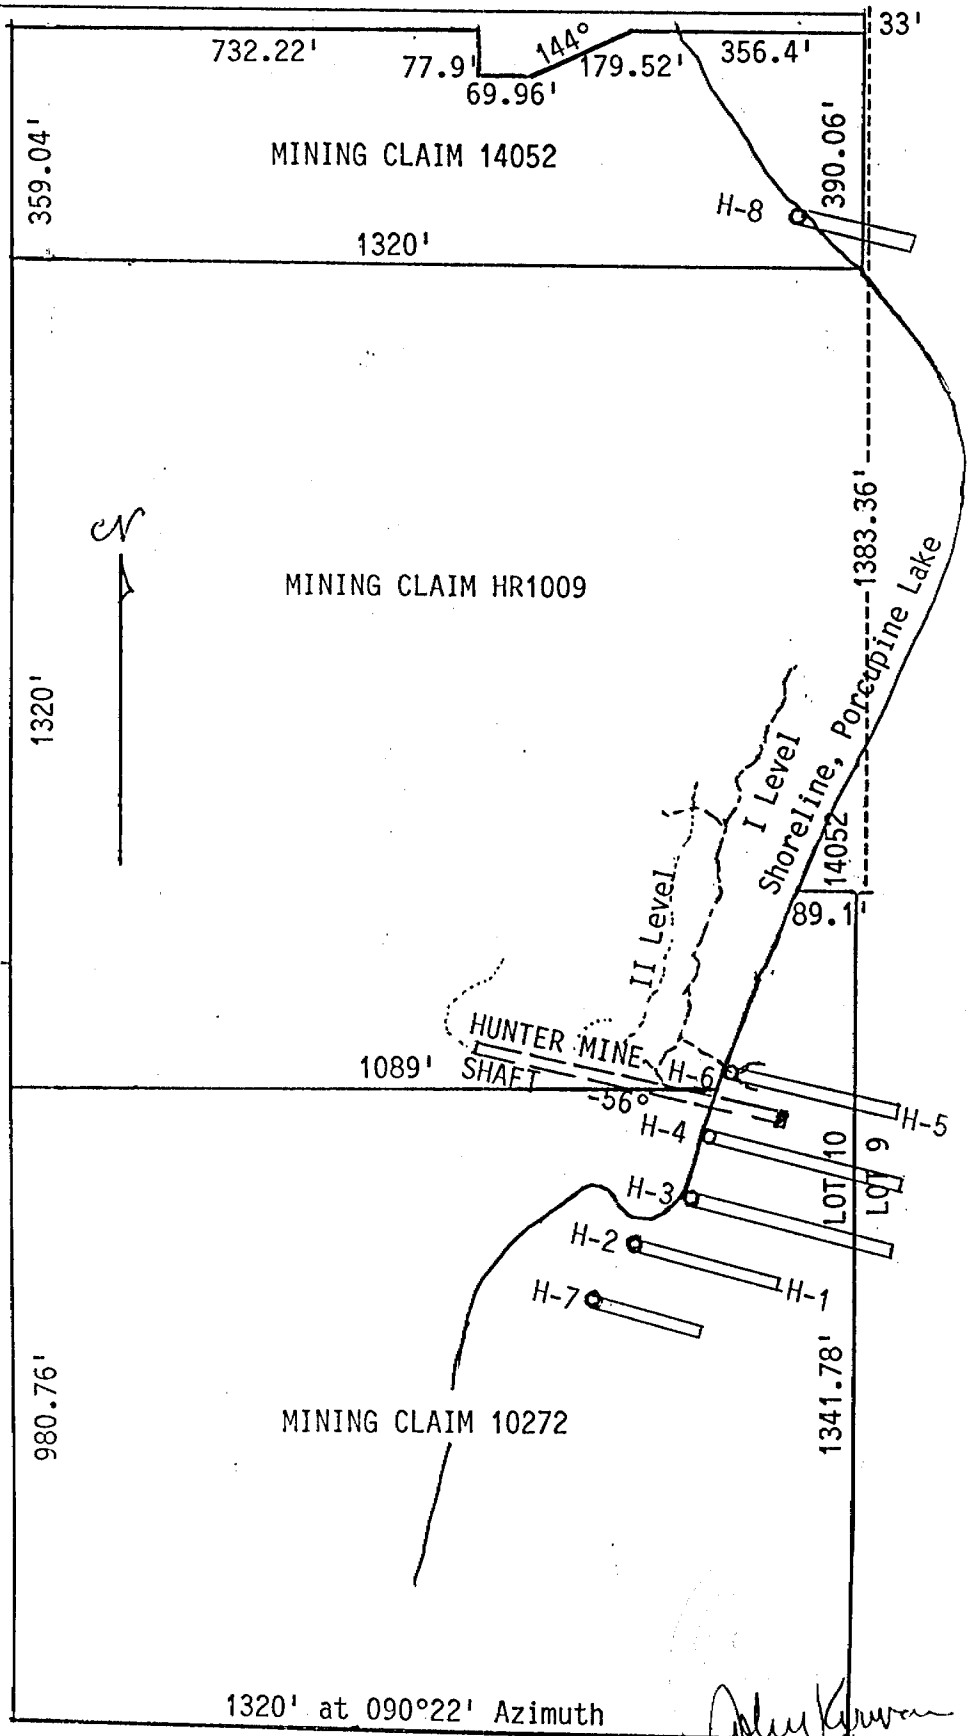 33'
732.22'
77.9'
144°
179.52'
356.4'
69.96'
359.04'
MINING CLAIM 14052
390.06'
H-8
1320'
N
MINING CLAIM HR1009
1383.36'
1320'
Shoreline, Porcupine Lake
I Level
14052
89.1'
II Level
HUNTER MINE
SHAFT
1089'
-56°
H-6
H-5
H-4
LOT 10
LOT 9
H-3
H-2
H-1
H-7
980.76'
1341.78'
MINING CLAIM 10272
1320' at 090°22' Azimuth